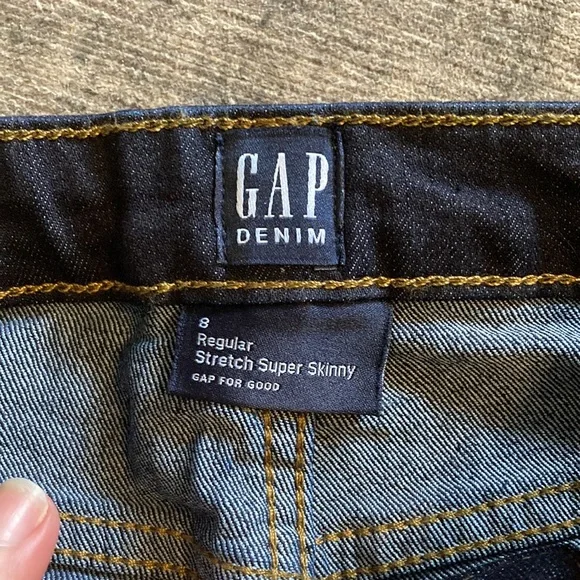 GAP
DENIM
8
Regular
Stretch Super Skinny
GAP FOR GOOD